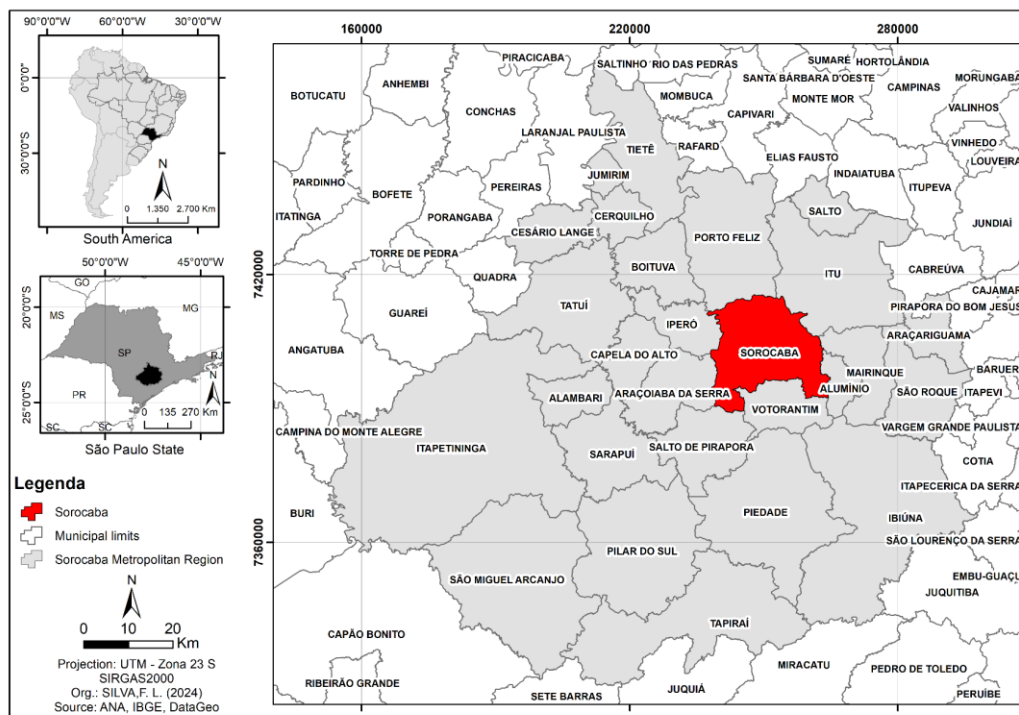 90°0'0"W 60°0'0"W 30°0'0"W
0°0'0"
30°0'0"S
N
0 1.350 2.700 Km
South America
50°0'0"W 45°0'0"W
20°0'0"S
25°0'0"S
GO
MS
MG
SP
RJ
PR
SC
SC
N
0 135 270 Km
São Paulo State
Legenda
Sorocaba
Municipal limits
Sorocaba Metropolitan Region
N
0 10 20
Km
Projection: UTM - Zona 23 S
SIRGAS2000
Org.: SILVA,F. L. (2024)
Source: ANA, IBGE, DataGeo
160000 220000 280000
7420000
7360000
PIRACICABA
SALTINHO
RIO DAS PEDRAS
SUMARÉ
HORTOLÂNDIA
BOTUCATU
ANHEMBI
CONCHAS
MOMBUCA
SANTA BÁRBARA D'OESTE
MONTE MOR
CAMPINAS
MORUNGABA
VALINHOS
CAPIVARI
LARANJAL PAULISTA
TIETÊ
RAFARD
ELIAS FAUSTO
VINHEDO
LOUVEIRA
INDAIATUBA
ITUPEVA
JUMIRIM
PARDINHO
BOFETE
PEREIRAS
ITATINGA
PORANGABA
CERQUILHO
SALTO
JUNDIAÍ
CESÁRIO LANGE
PORTO FELIZ
TORRE DE PEDRA
QUADRA
BOITUVA
ITU
CABREÚVA
CAJAMAR
PIRAPORA DO BOM JESUS
TATUÍ
GUAREÍ
IPERÓ
ARAÇARIGUAMA
ANGATUBA
CAPELA DO ALTO
SOROCABA
MAIRINQUE
BARUERI
ALAMBARI
ARAÇOIABA DA SERRA
ALUMÍNIO
SÃO ROQUE
ITAPEVI
VOTORANTIM
CAMPINA DO MONTE ALEGRE
ITAPETININGA
SARAPUÍ
SALTO DE PIRAPORA
VARGEM GRANDE PAULISTA
COTIA
ITAPECERICA DA SERRA
BURI
PIEDADE
IBIÚNA
SÃO LOURENÇO DA SERRA
PILAR DO SUL
SÃO MIGUEL ARCANJO
EMBU-GUAÇU
JUQUITIBA
TAPIRAÍ
CAPÃO BONITO
MIRACATU
PEDRO DE TOLEDO
RIBEIRÃO GRANDE
SETE BARRAS
JUQUIÁ
PERUÍBE